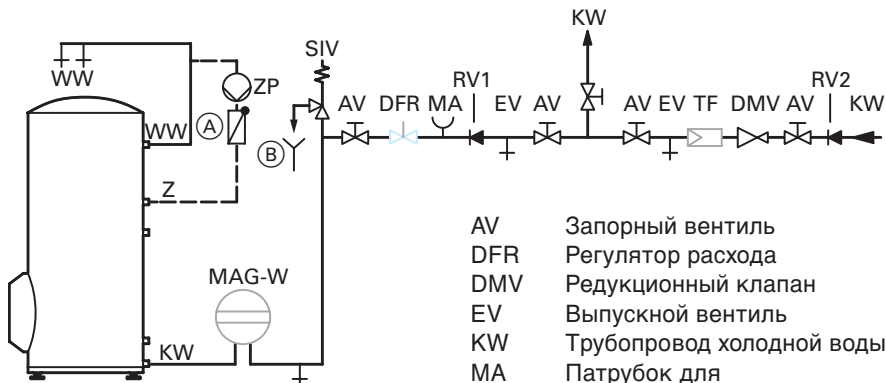 KW
SIV
WW
ZP
RV1
RV2
AV DFR MA EV AV AV EV TF DMV AV KW
A
WW
B
Z
MAG-W
KW
AV Запорный вентиль
DFR Регулятор расхода
DMV Редукционный клапан
EV Выпускной вентиль
KW Трубопровод холодной воды
MA Патрубок для